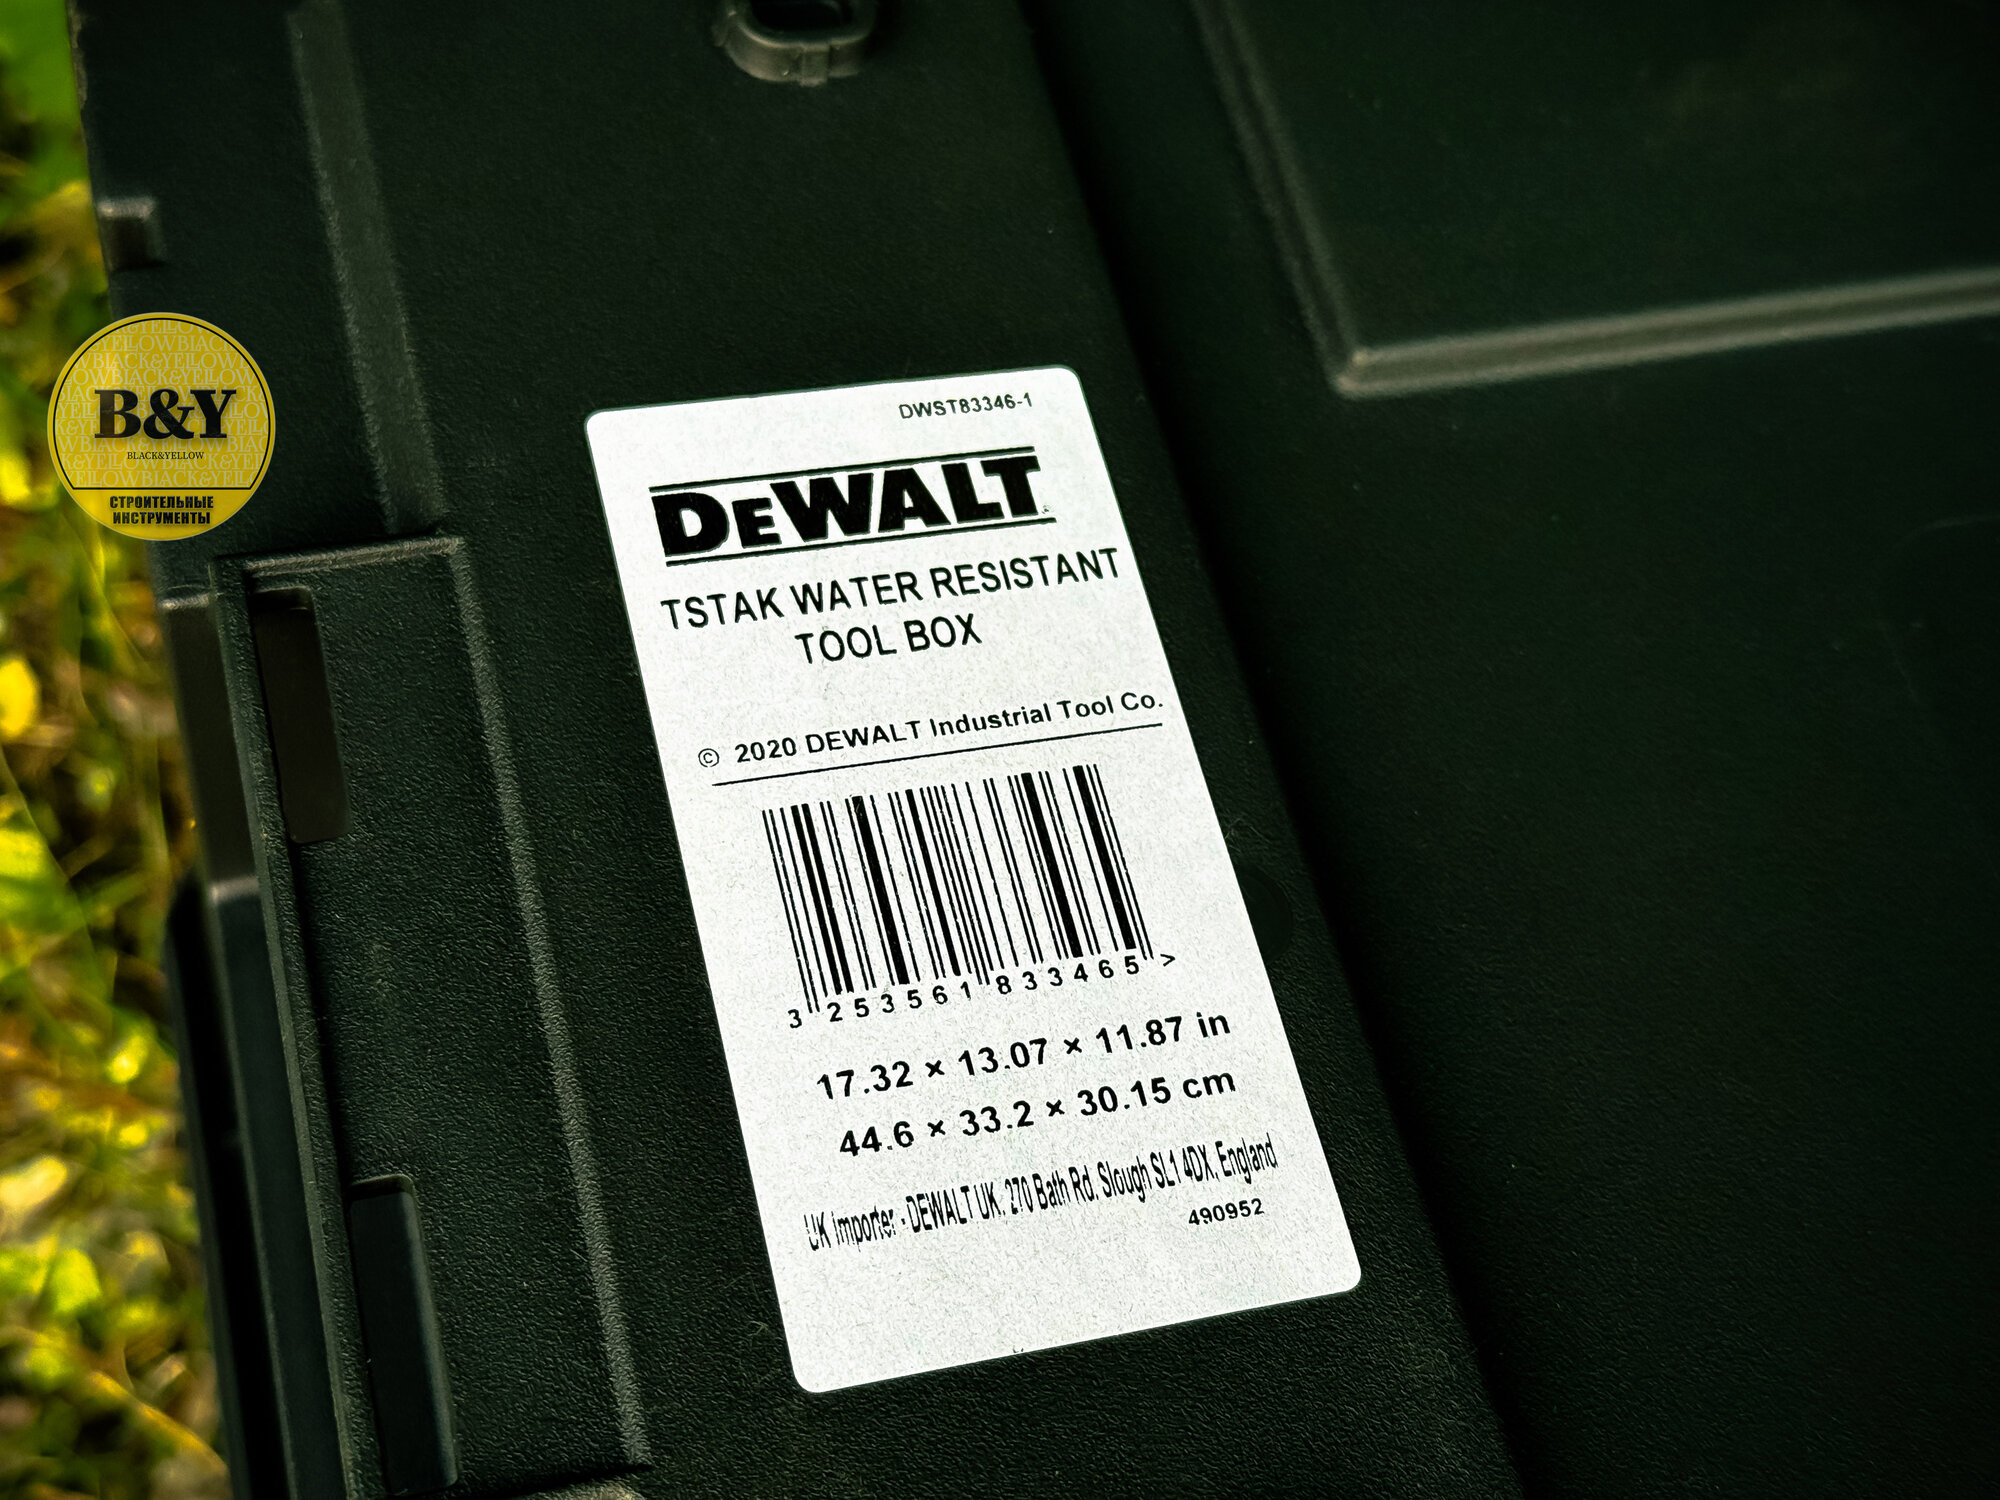 DWST83346-1
DEWALT
TSTAK WATER RESISTANT
TOOL BOX
© 2020 DEWALT Industrial Tool Co.
3 253561 833465 >
17.32 × 13.07 × 11.87 in
44.6 × 33.2 × 30.15 cm
UK Importer - DEWALT UK, 270 Bath Rd, Slough SL1 4DX, England
490952
B&Y
BLACK&YELLOW
СТРОИТЕЛЬНЫЕ
ИНСТРУМЕНТЫ